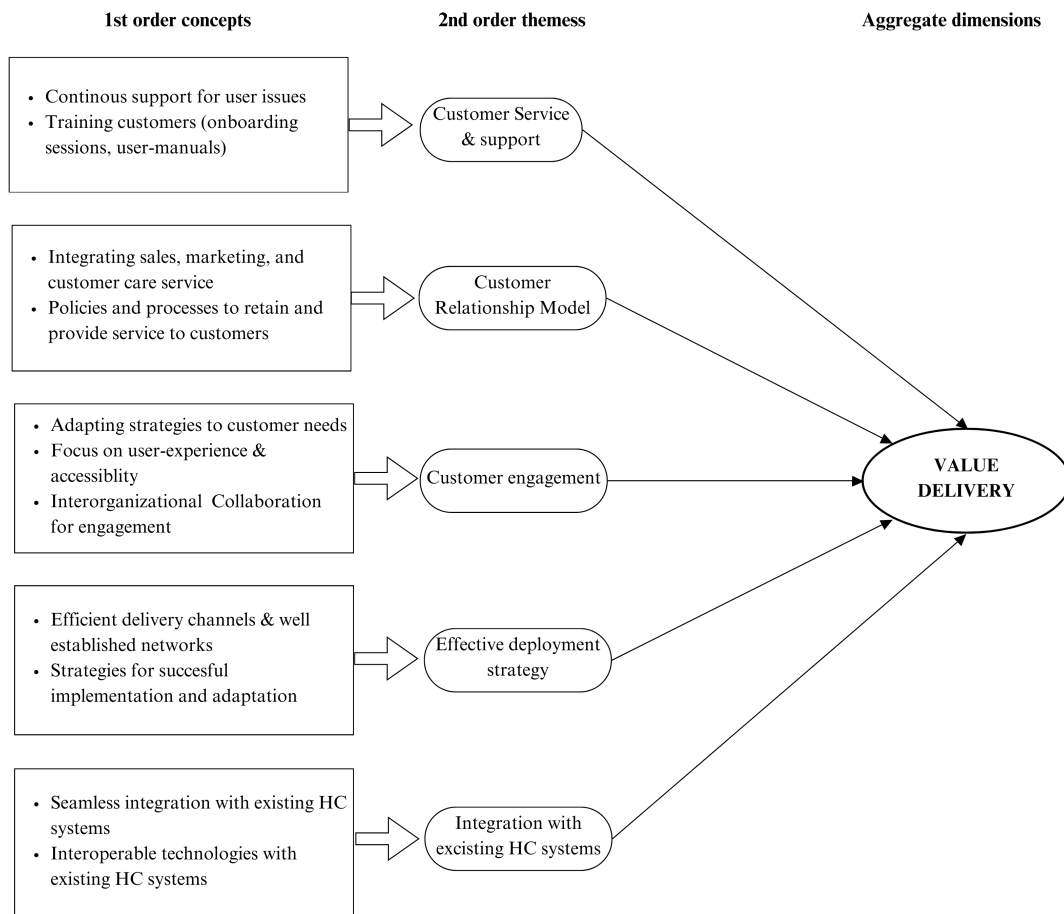 1st order concepts
2nd order themess
Aggregate dimensions
• Continous support for user issues
• Training customers (onboarding
sessions, user-manuals)
Customer Service
& support
• Integrating sales, marketing, and
customer care service
• Policies and processes to retain and
provide service to customers
Customer
Relationship Model
• Adapting strategies to customer needs
• Focus on user-experience &
accessiblity
• Interorganizational Collaboration
for engagement
Customer engagement
VALUE
DELIVERY
• Efficient delivery channels & well
established networks
• Strategies for succesful
implementation and adaptation
Effective deployment
strategy
• Seamless integration with existing HC
systems
• Interoperable technologies with
existing HC systems
Integration with
excisting HC systems